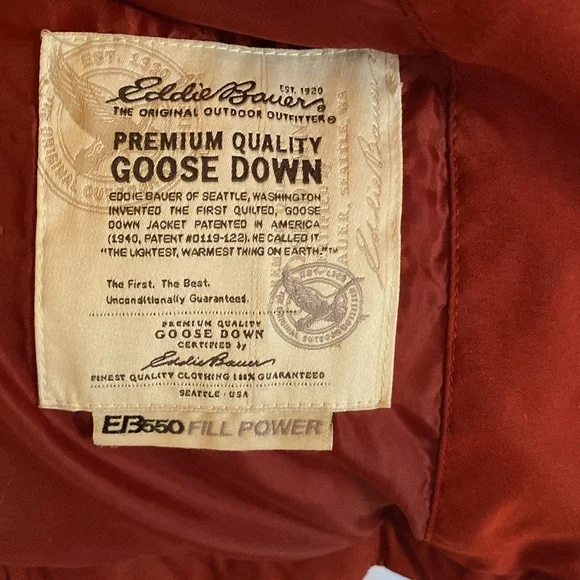 EST. 1920
Eddie Bauer®
THE ORIGINAL OUTDOOR OUTFITTER®
PREMIUM QUALITY
GOOSE DOWN
EDDIE BAUER OF SEATTLE, WASHINGTON
INVENTED THE FIRST QUILTED, GOOSE
DOWN JACKET PATENTED IN AMERICA
(1940, PATENT #D119-122). HE CALLED IT
"THE LIGHTEST, WARMEST THING ON EARTH."™
The First. The Best.
Unconditionally Guaranteed.
PREMIUM QUALITY
GOOSE DOWN
CERTIFIED by
Eddie Bauer
FINEST QUALITY CLOTHING 100% GUARANTEED
SEATTLE · USA
EB550 FILL POWER
Eddie Bauer